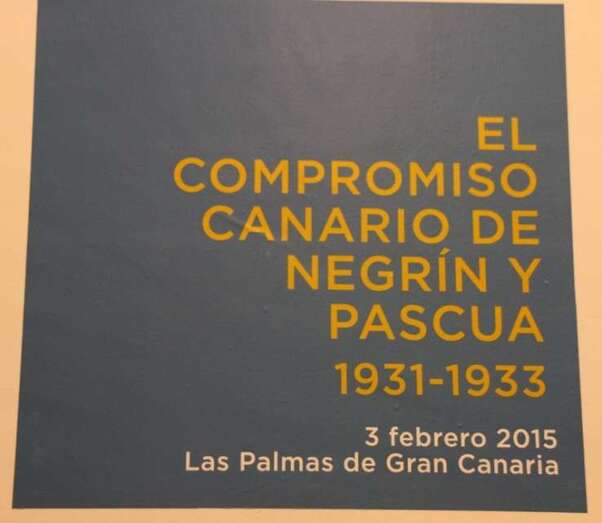 EL
COMPROMISO
CANARIO DE
NEGRÍN Y
PASCUA
1931-1933
3 febrero 2015
Las Palmas de Gran Canaria